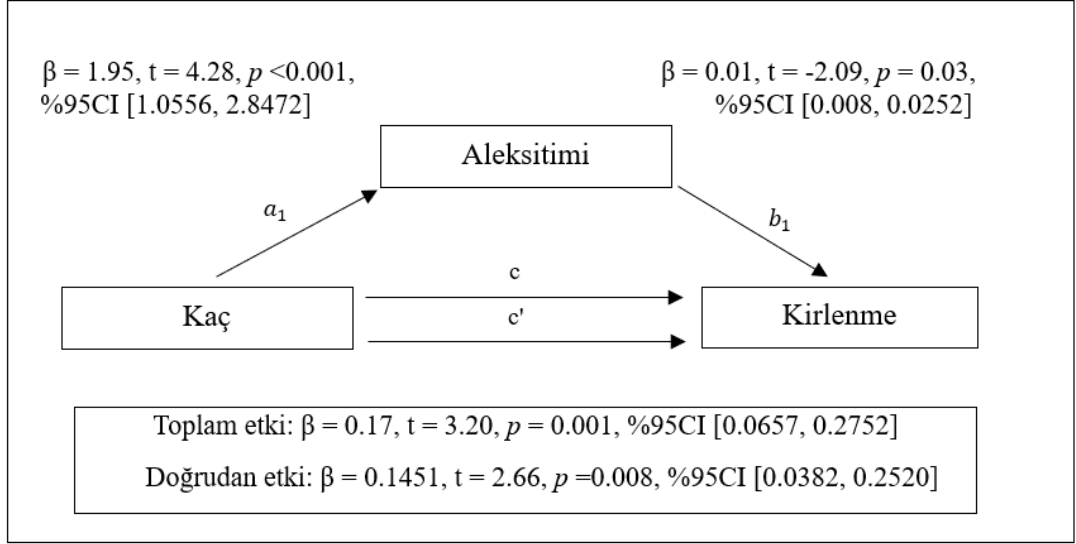 β = 1.95, t = 4.28, p <0.001,
%95CI [1.0556, 2.8472]
β = 0.01, t = -2.09, p = 0.03,
%95CI [0.008, 0.0252]
Aleksitimi
a₁
b₁
c
Kaç
c'
Kirlenme
Toplam etki: β = 0.17, t = 3.20, p = 0.001, %95CI [0.0657, 0.2752]
Doğrudan etki: β = 0.1451, t = 2.66, p =0.008, %95CI [0.0382, 0.2520]